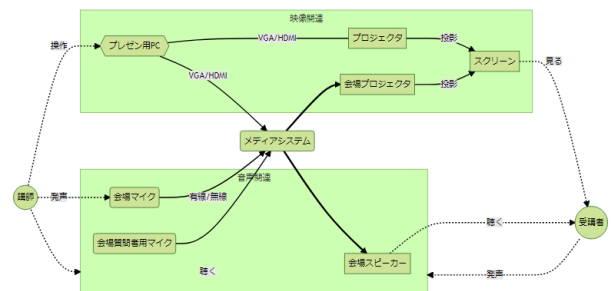 映像関連
操作
プレゼン用PC
VGA/HDMI
プロジェクタ
投影
スクリーン
見る
VGA/HDMI
会場プロジェクタ
投影
メディアシステム
音声関連
講師
発声
会場マイク
有線/無線
会場質問者用マイク
聴く
会場スピーカー
聴く
受講者
発声